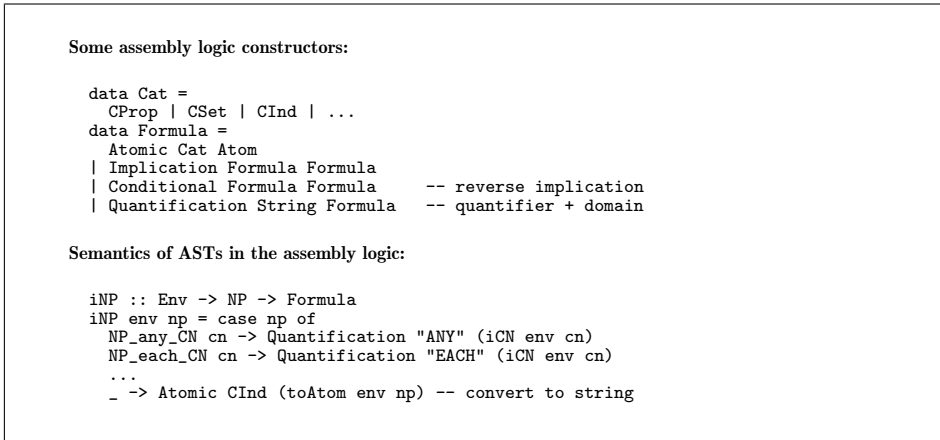 Some assembly logic constructors:
data Cat =
CProp | CSet | CInd | ...
data Formula =
Atomic Cat Atom
| Implication Formula Formula
| Conditional Formula Formula -- reverse implication
| Quantification String Formula -- quantifier + domain
Semantics of ASTs in the assembly logic:
iNP :: Env -> NP -> Formula
iNP env np = case np of
NP_any_CN cn -> Quantification "ANY" (iCN env cn)
NP_each_CN cn -> Quantification "EACH" (iCN env cn)
...
_ -> Atomic CInd (toAtom env np) -- convert to string